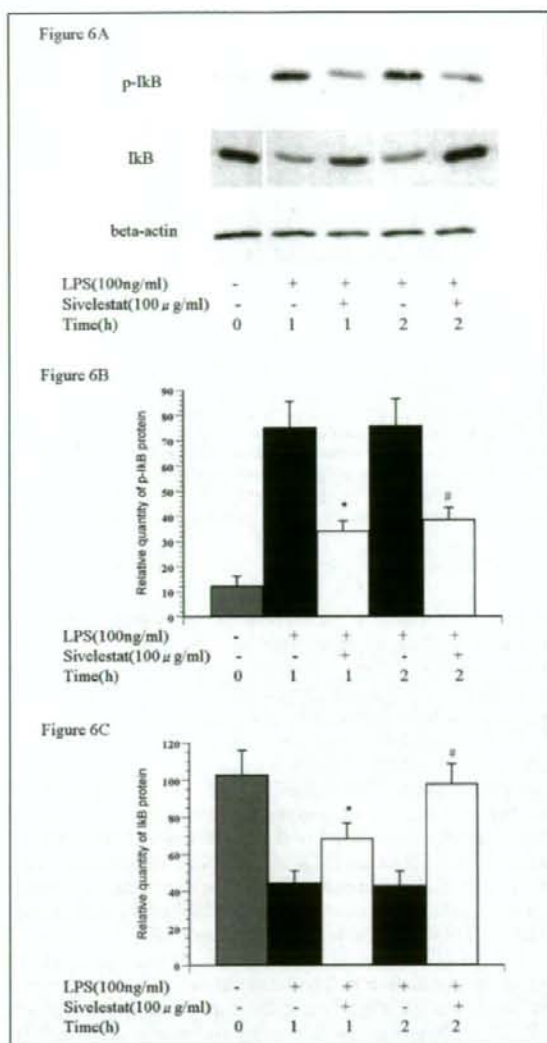 Figure 6A
p-IkB
IkB
beta-actin
LPS(100ng/ml) - + + + +
Sivelestat(100μg/ml) - - + - +
Time(h) 0 1 1 2 2
Figure 6B
Relative quantity of p-IkB protein
90
80
70
60
50
40
30
20
10
0
*
#
LPS(100ng/ml) - + + + +
Sivelestat(100μg/ml) - - + - +
Time(h) 0 1 1 2 2
Figure 6C
Relative quantity of IkB protein
120
100
80
60
40
20
0
*
#
LPS(100ng/ml) - + + + +
Sivelestat(100μg/ml) - - + - +
Time(h) 0 1 1 2 2